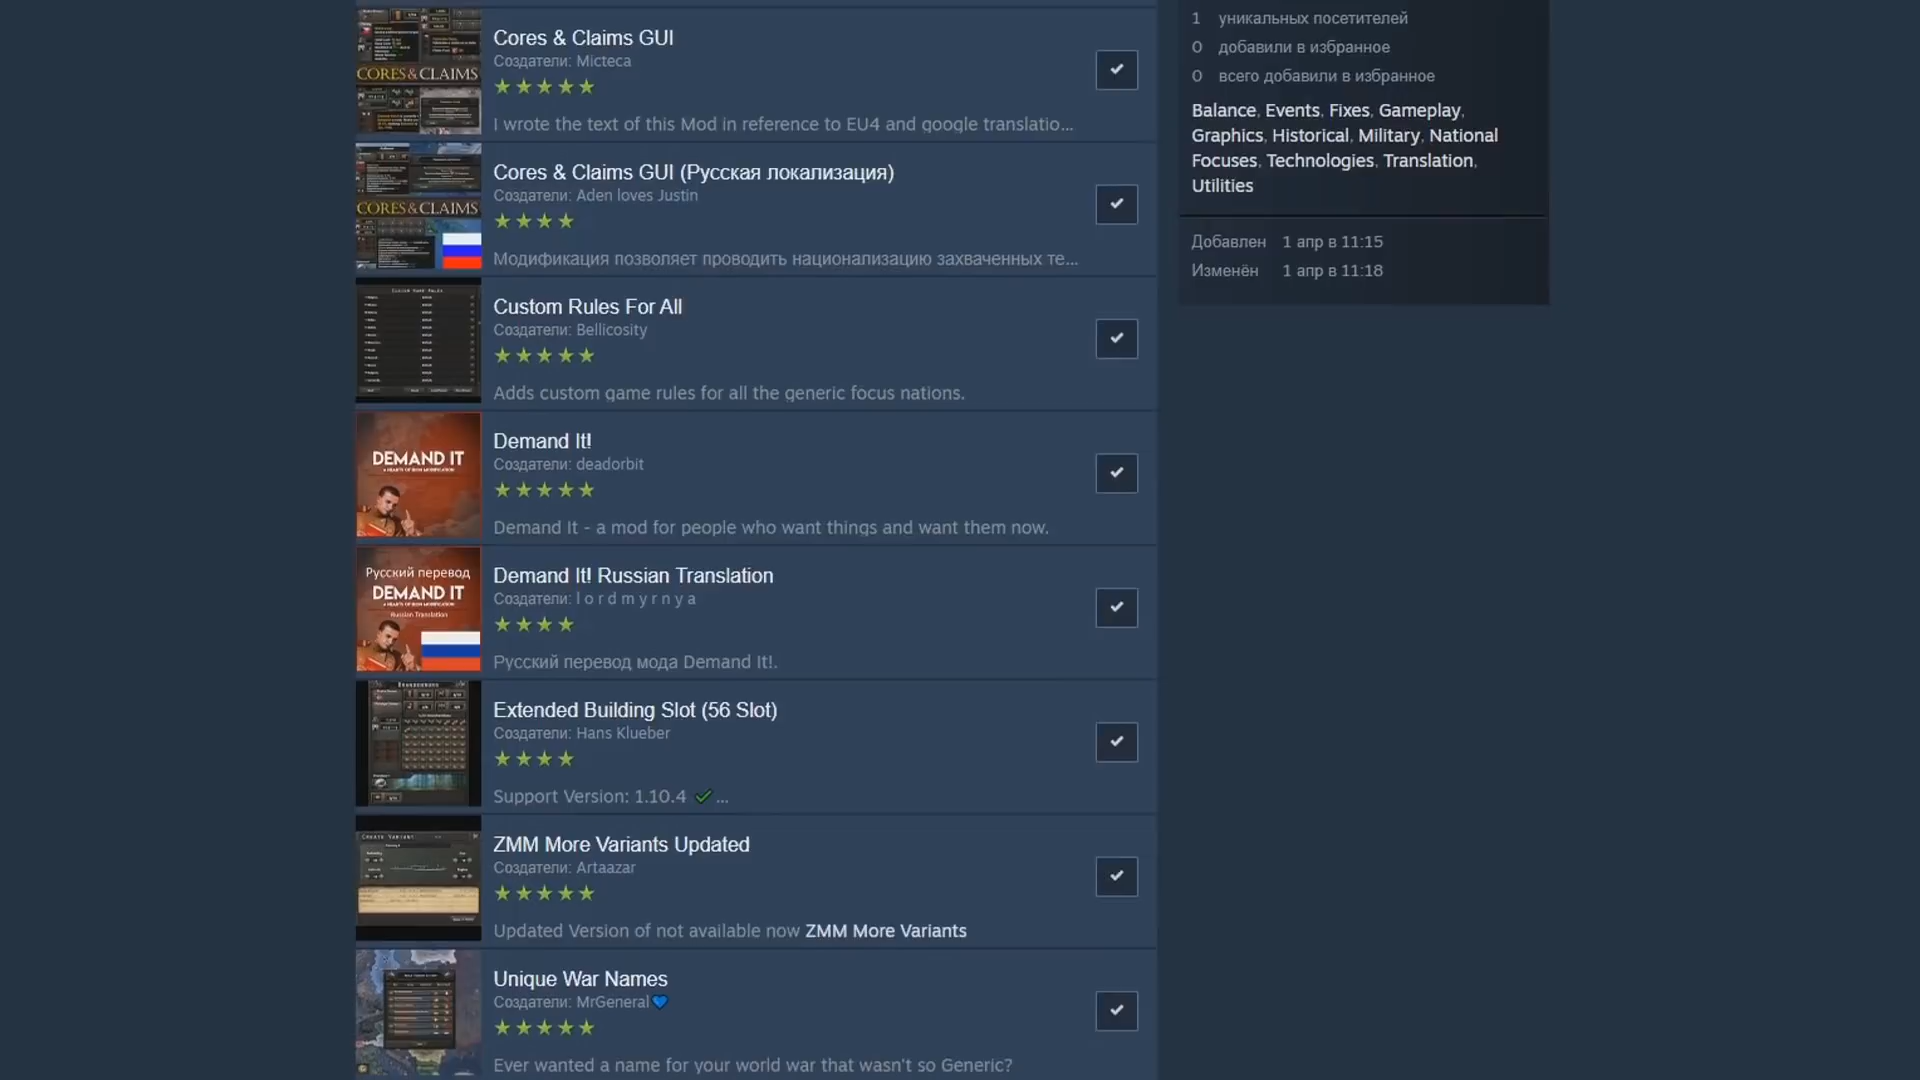 CORES & CLAIMS
Cores & Claims GUI
Создатели: Micteca
I wrote the text of this Mod in reference to EU4 and google translatio...
CORES & CLAIMS
Cores & Claims GUI (Русская локализация)
Создатели: Aden loves Justin
Модификация позволяет проводить национализацию захваченных те...
Custom Rules For All
Создатели: Bellicosity
Adds custom game rules for all the generic focus nations.
DEMAND IT
Demand It!
Создатели: deadorbit
Demand It - a mod for people who want things and want them now.
Русский перевод
DEMAND IT
Russian Translation
Demand It! Russian Translation
Создатели: l o r d m y r n y a
Русский перевод мода Demand It!.
Extended Building Slot (56 Slot)
Создатели: Hans Klueber
Support Version: 1.10.4 ✓...
ZMM More Variants Updated
Создатели: Artaazar
Updated Version of not available now ZMM More Variants
Unique War Names
Создатели: MrGeneral💙
Ever wanted a name for your world war that wasn't so Generic?
1 уникальных посетителей
0 добавили в избранное
0 всего добавили в избранное
Balance, Events, Fixes, Gameplay,
Graphics, Historical, Military, National
Focuses, Technologies, Translation,
Utilities
Добавлен 1 апр в 11:15
Изменён 1 апр в 11:18